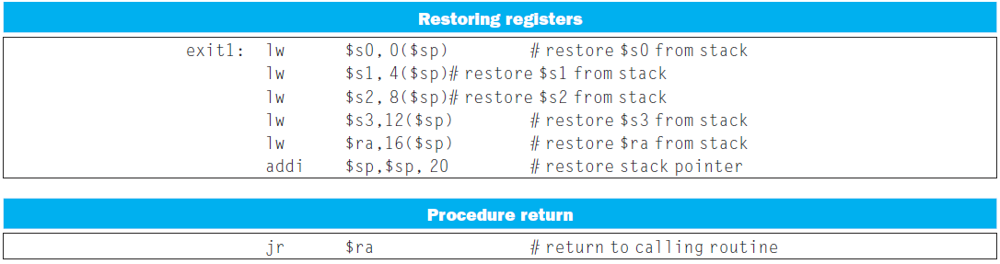 Restoring registers
exit1: lw $s0, 0($sp) # restore $s0 from stack
lw $s1, 4($sp)# restore $s1 from stack
lw $s2, 8($sp)# restore $s2 from stack
lw $s3,12($sp) # restore $s3 from stack
lw $ra,16($sp) # restore $ra from stack
addi $sp,$sp, 20 # restore stack pointer
Procedure return
jr $ra # return to calling routine